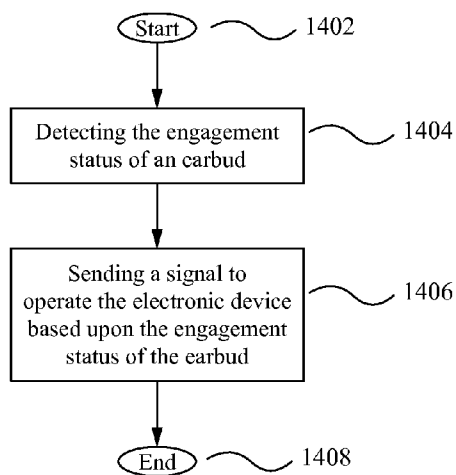 Start 1402
Detecting the engagement
status of an carbud 1404
Sending a signal to
operate the electronic device 1406
based upon the engagement
status of the earbud
End 1408